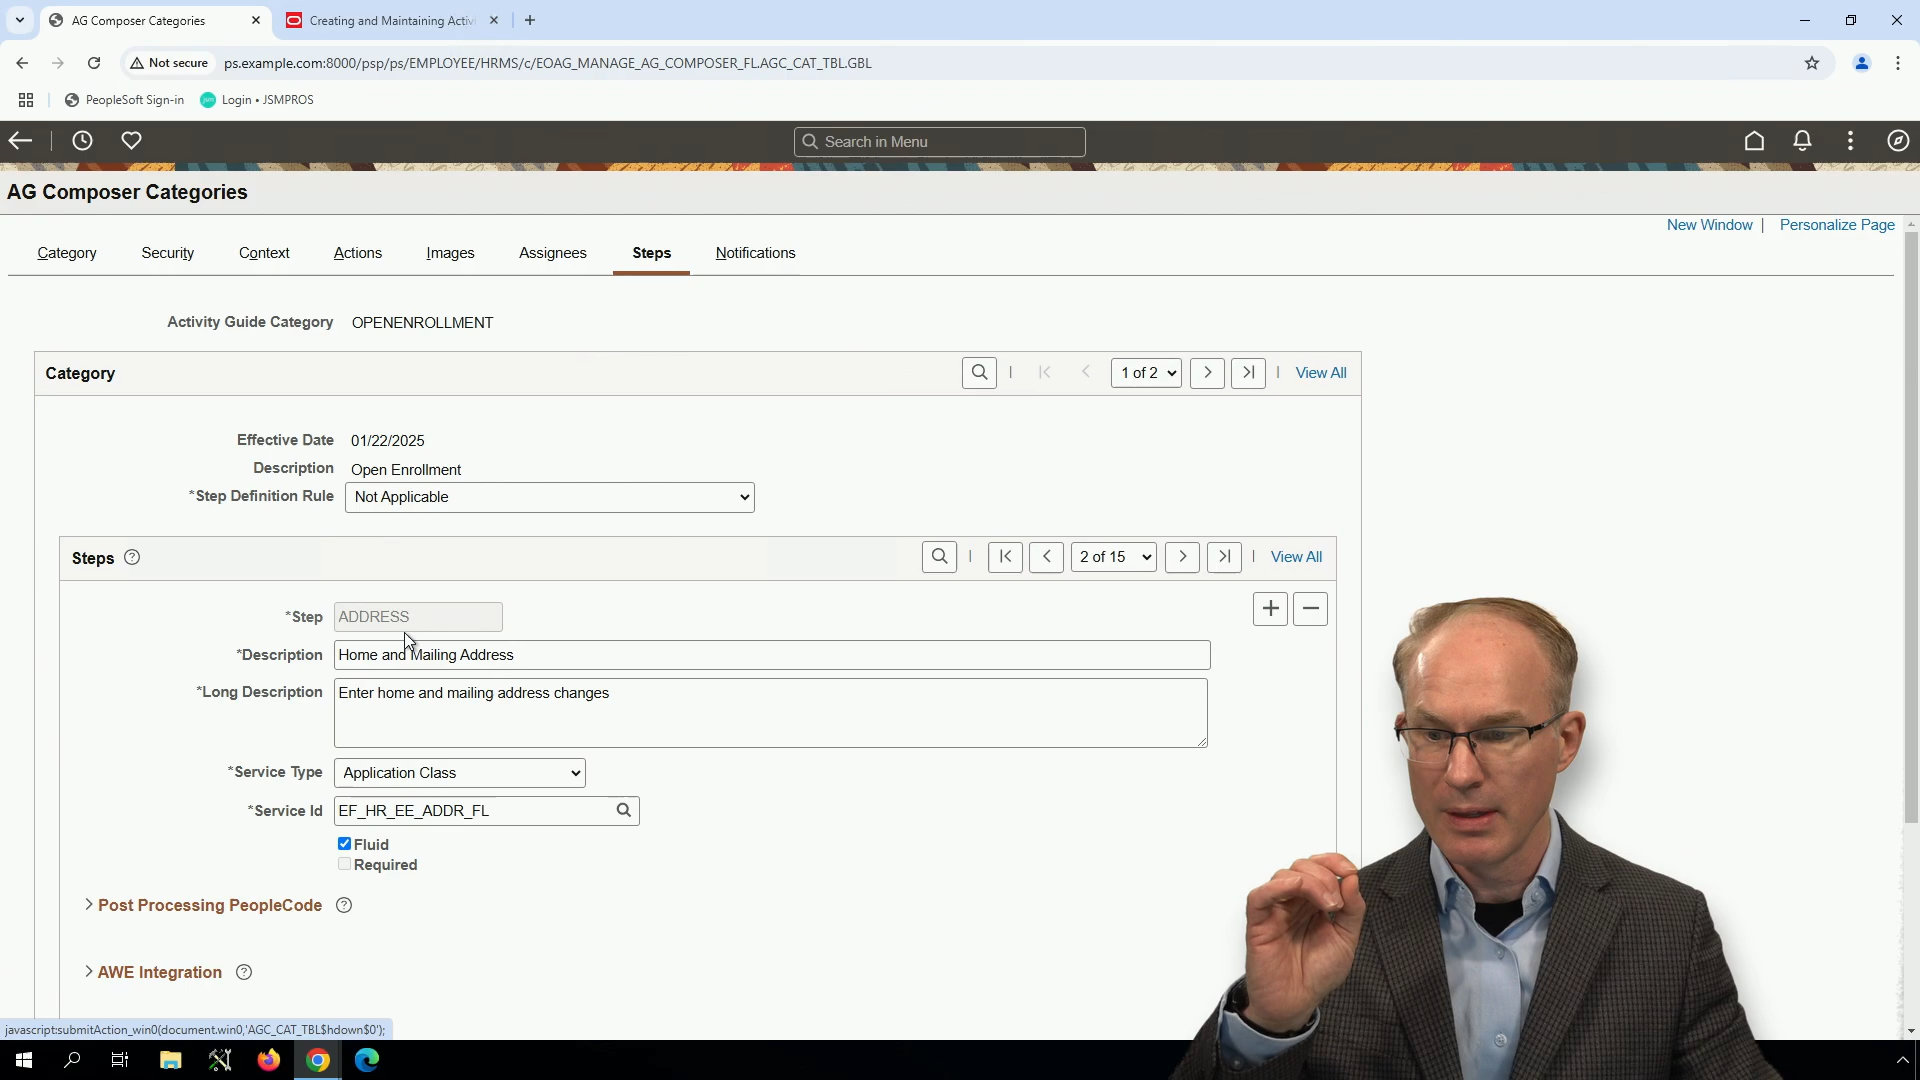 AG Composer Categories
Creating and Maintaining Activi
Not secure
ps.example.com:8000/psp/ps/EMPLOYEE/HRMS/c/EOAG_MANAGE_AG_COMPOSER_FL.AGC_CAT_TBL.GBL
PeopleSoft Sign-in
Login • JSMPROS
Search in Menu
AG Composer Categories
New Window | Personalize Page
Category Security Context Actions Images Assignees Steps Notifications
Activity Guide Category OPENENROLLMENT
Category
1 of 2
View All
Effective Date 01/22/2025
Description Open Enrollment
*Step Definition Rule Not Applicable
Steps
2 of 15
View All
*Step ADDRESS
*Description Home and Mailing Address
*Long Description Enter home and mailing address changes
*Service Type Application Class
*Service Id EF_HR_EE_ADDR_FL
Fluid
Required
Post Processing PeopleCode
AWE Integration
javascript:submitAction_win0(document.win0,'AGC_CAT_TBL$hdown$0');